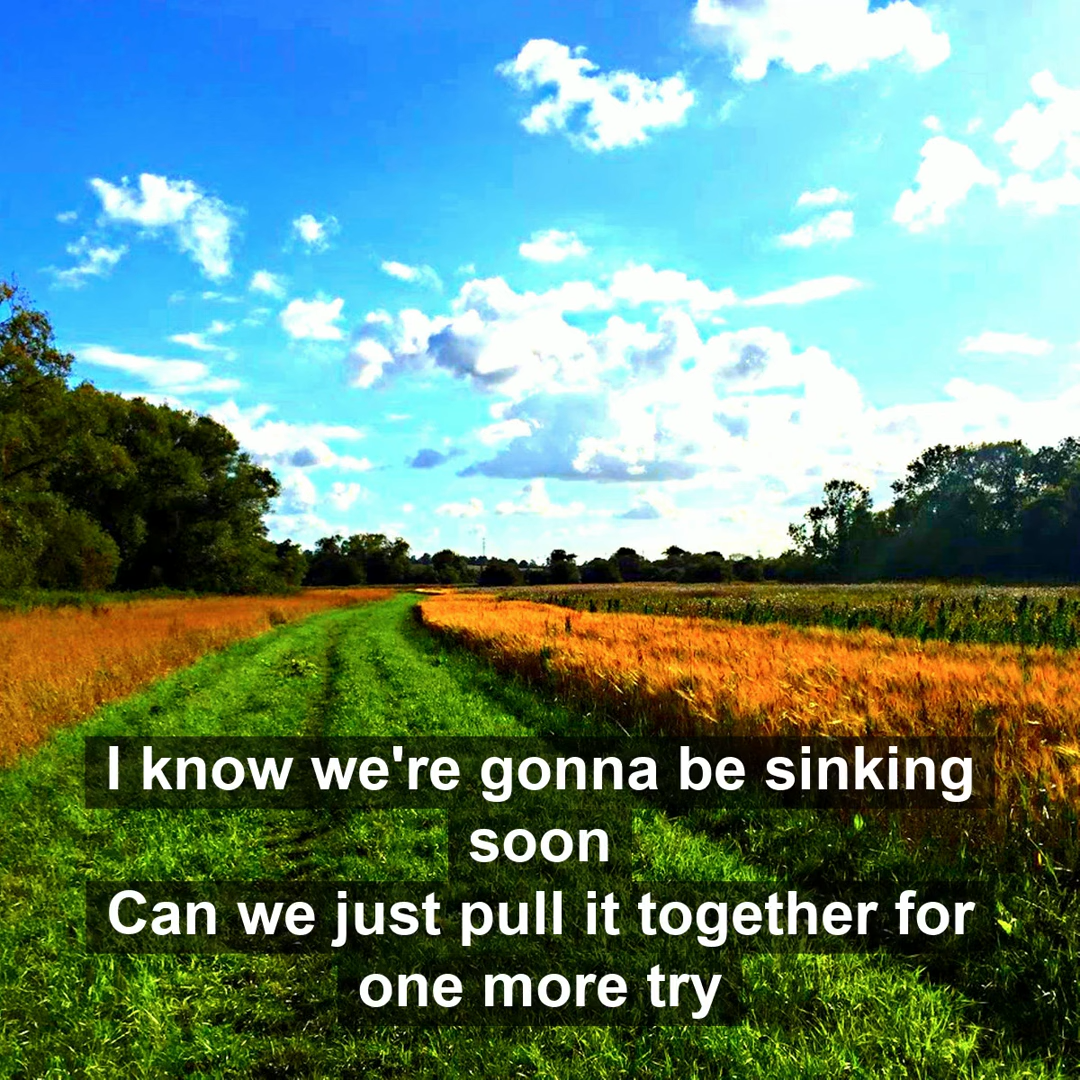 I know we're gonna be sinking
soon
Can we just pull it together for
one more try